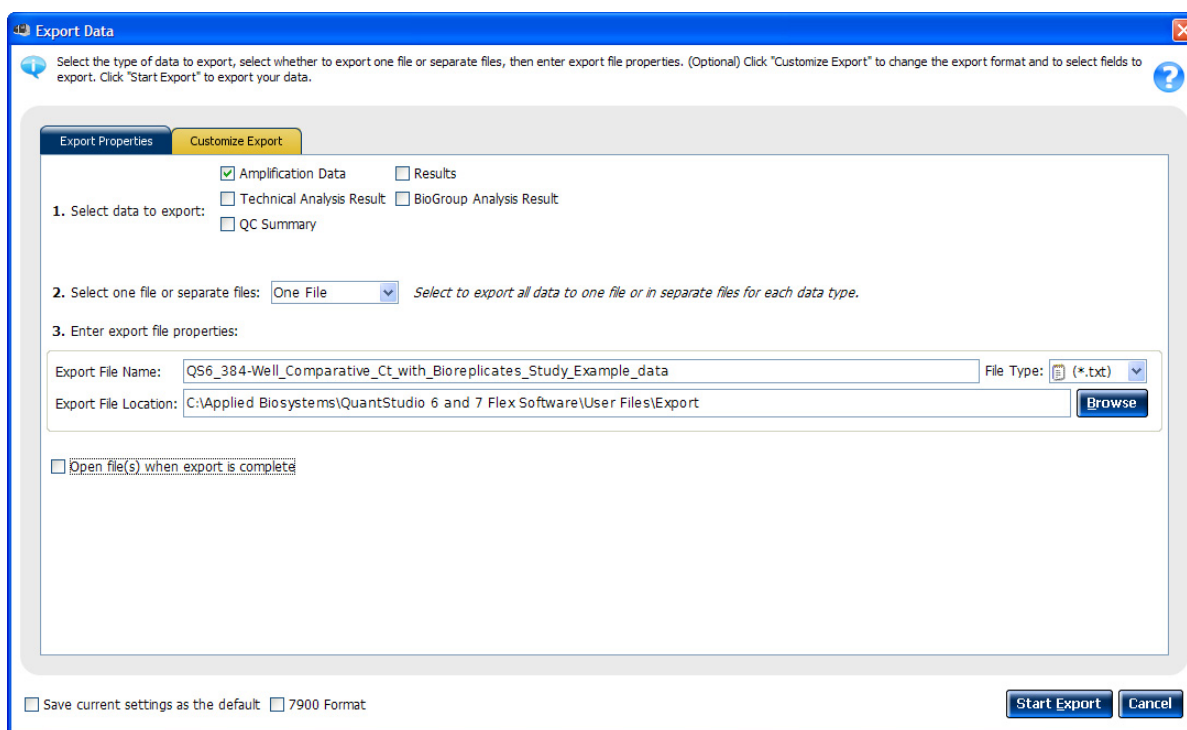 Export Data
Select the type of data to export, select whether to export one file or separate files, then enter export file properties. (Optional) Click "Customize Export" to change the export format and to select fields to
export. Click "Start Export" to export your data.
Export Properties
Customize Export
Amplification Data
Results
1. Select data to export:
Technical Analysis Result
BioGroup Analysis Result
QC Summary
2. Select one file or separate files:
One File
Select to export all data to one file or in separate files for each data type.
3. Enter export file properties:
Export File Name:
QS6_384-Well_Comparative_Ct_with_Bioreplicates_Study_Example_data
File Type:
(*.txt)
Export File Location:
C:\Applied Biosystems\QuantStudio 6 and 7 Flex Software\User Files\Export
Browse
Open file(s) when export is complete
Save current settings as the default
7900 Format
Start Export
Cancel